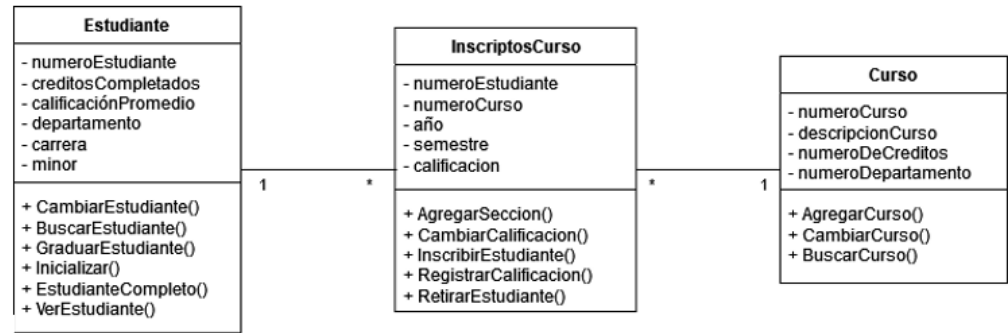 Estudiante
- numeroEstudiante
- creditosCompletados
- calificaciónPromedio
- departamento
- carrera
- minor
+ CambiarEstudiante()
+ BuscarEstudiante()
+ GraduarEstudiante()
+ Inicializar()
+ EstudianteCompleto()
+ VerEstudiante()
1
*
InscriptosCurso
- numeroEstudiante
- numeroCurso
- año
- semestre
- calificacion
+ AgregarSeccion()
+ CambiarCalificacion()
+ InscribirEstudiante()
+ RegistrarCalificacion()
+ RetirarEstudiante()
*
1
Curso
- numeroCurso
- descripcionCurso
- numeroDeCreditos
- numeroDepartamento
+ AgregarCurso()
+ CambiarCurso()
+ BuscarCurso()